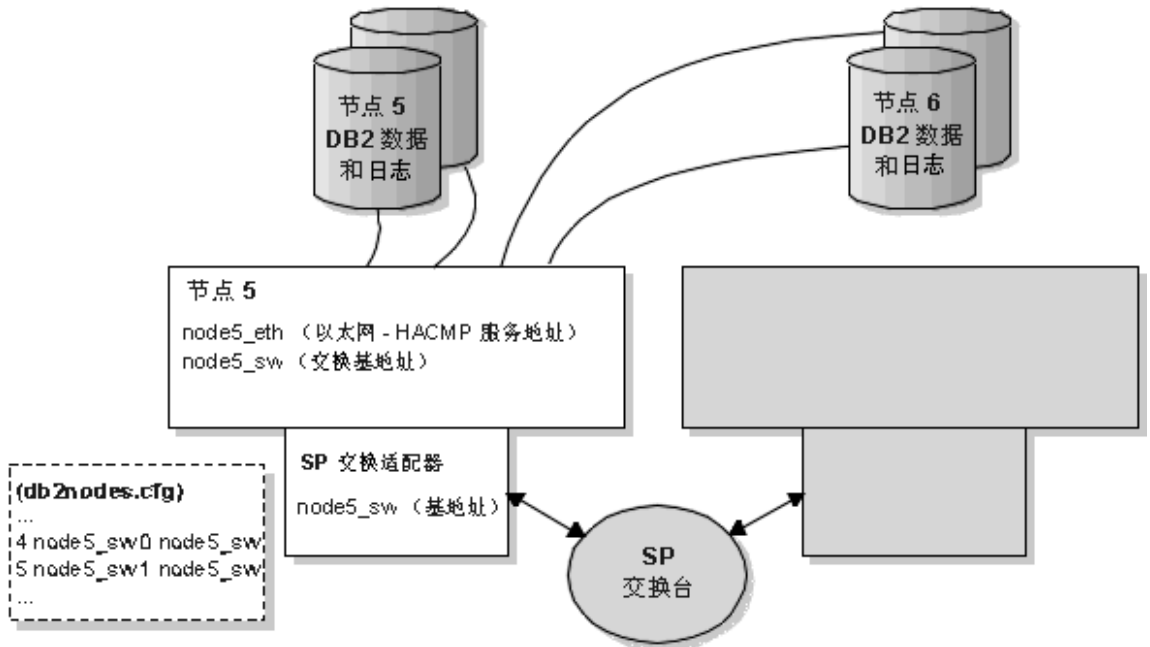 节点 5
DB2 数据
和日志
节点 6
DB2 数据
和日志
节点 5
node5_eth （以太网 - HACMP 服务地址）
node5_sw （交换基地址）
SP 交换适配器
node5_sw （基地址）
(db2nodes.cfg)
...
4 node5_sw0 node5_sw
5 node5_sw1 node5_sw
...
SP
交换台